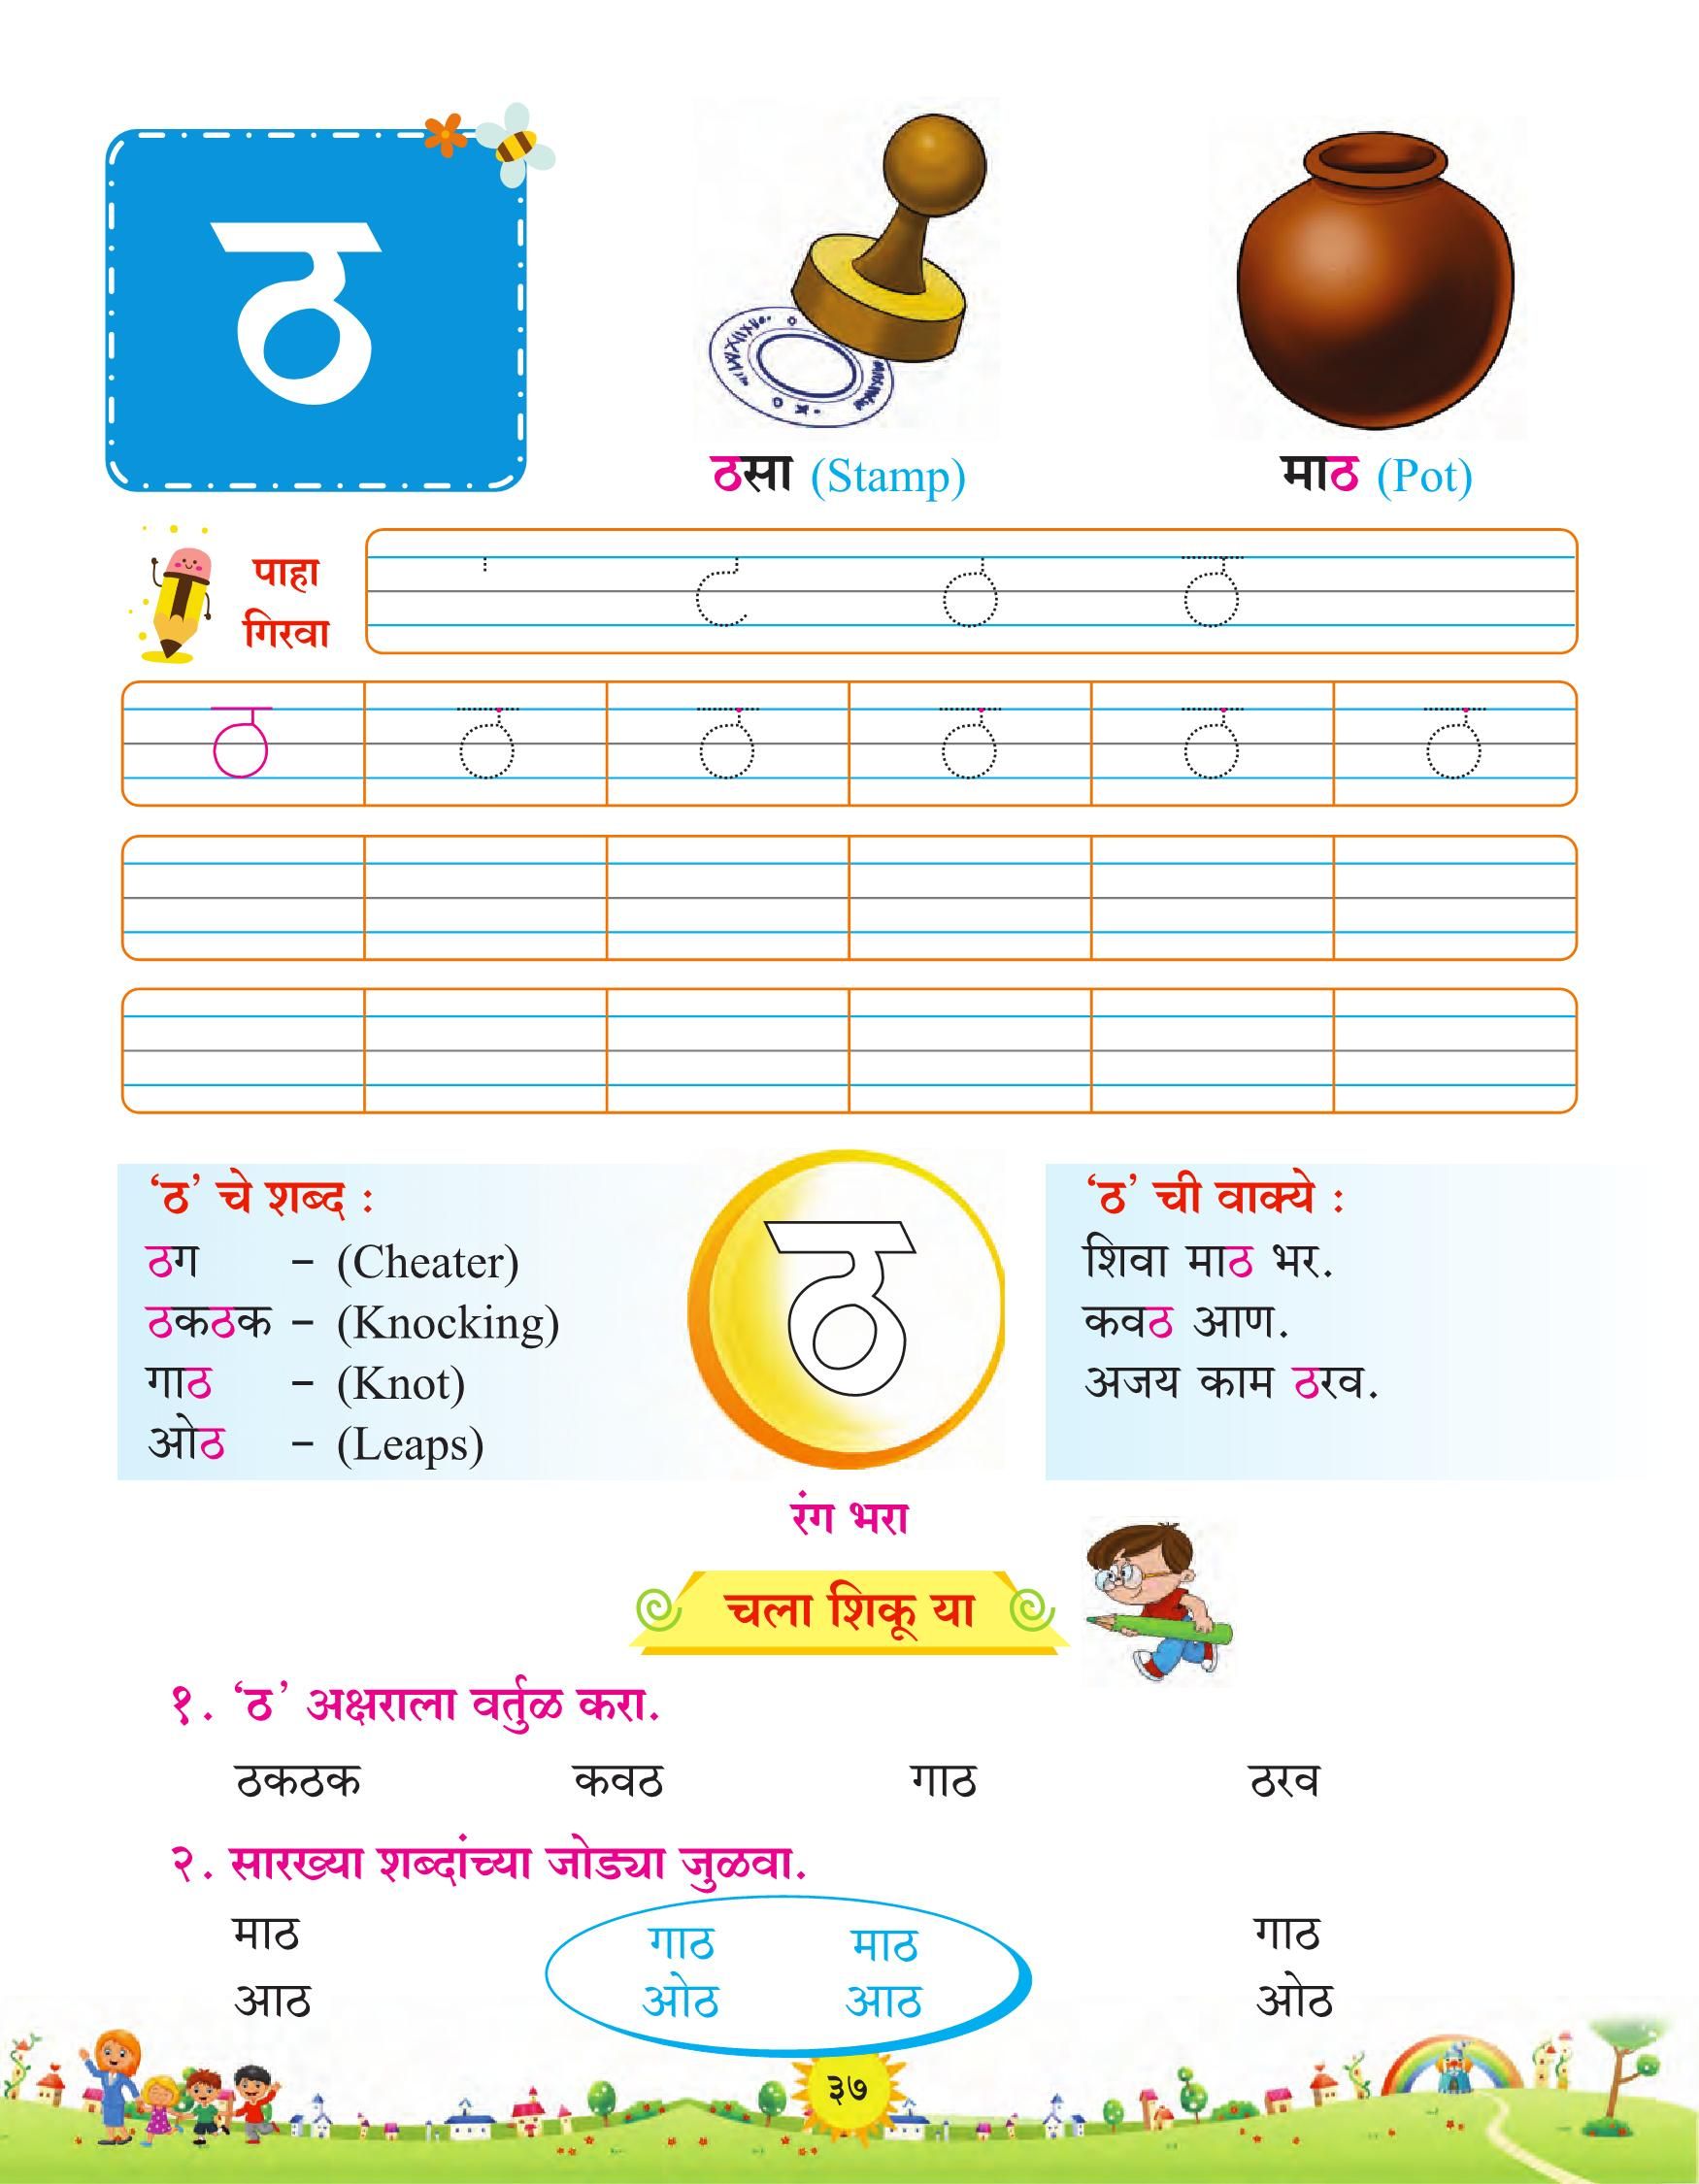 ठ
ठसा (Stamp)
माठ (Pot)
पाहा
गिरवा
ठ ठ
ठ ठ ठ ठ ठ ठ
‘ठ’ चे शब्द :
ठग – (Cheater)
ठकठक – (Knocking)
गाठ – (Knot)
ओठ – (Leaps)
ठ
रंग भरा
‘ठ’ ची वाक्ये :
शिवा माठ भर.
कवठ आण.
अजय काम ठरव.
चला शिकू या
१. ‘ठ’ अक्षराला वर्तुळ करा.
ठकठक कवठ गाठ ठरव
२. सारख्या शब्दांच्या जोड्या जुळवा.
माठ गाठ माठ गाठ
आठ ओठ आठ ओठ
३७